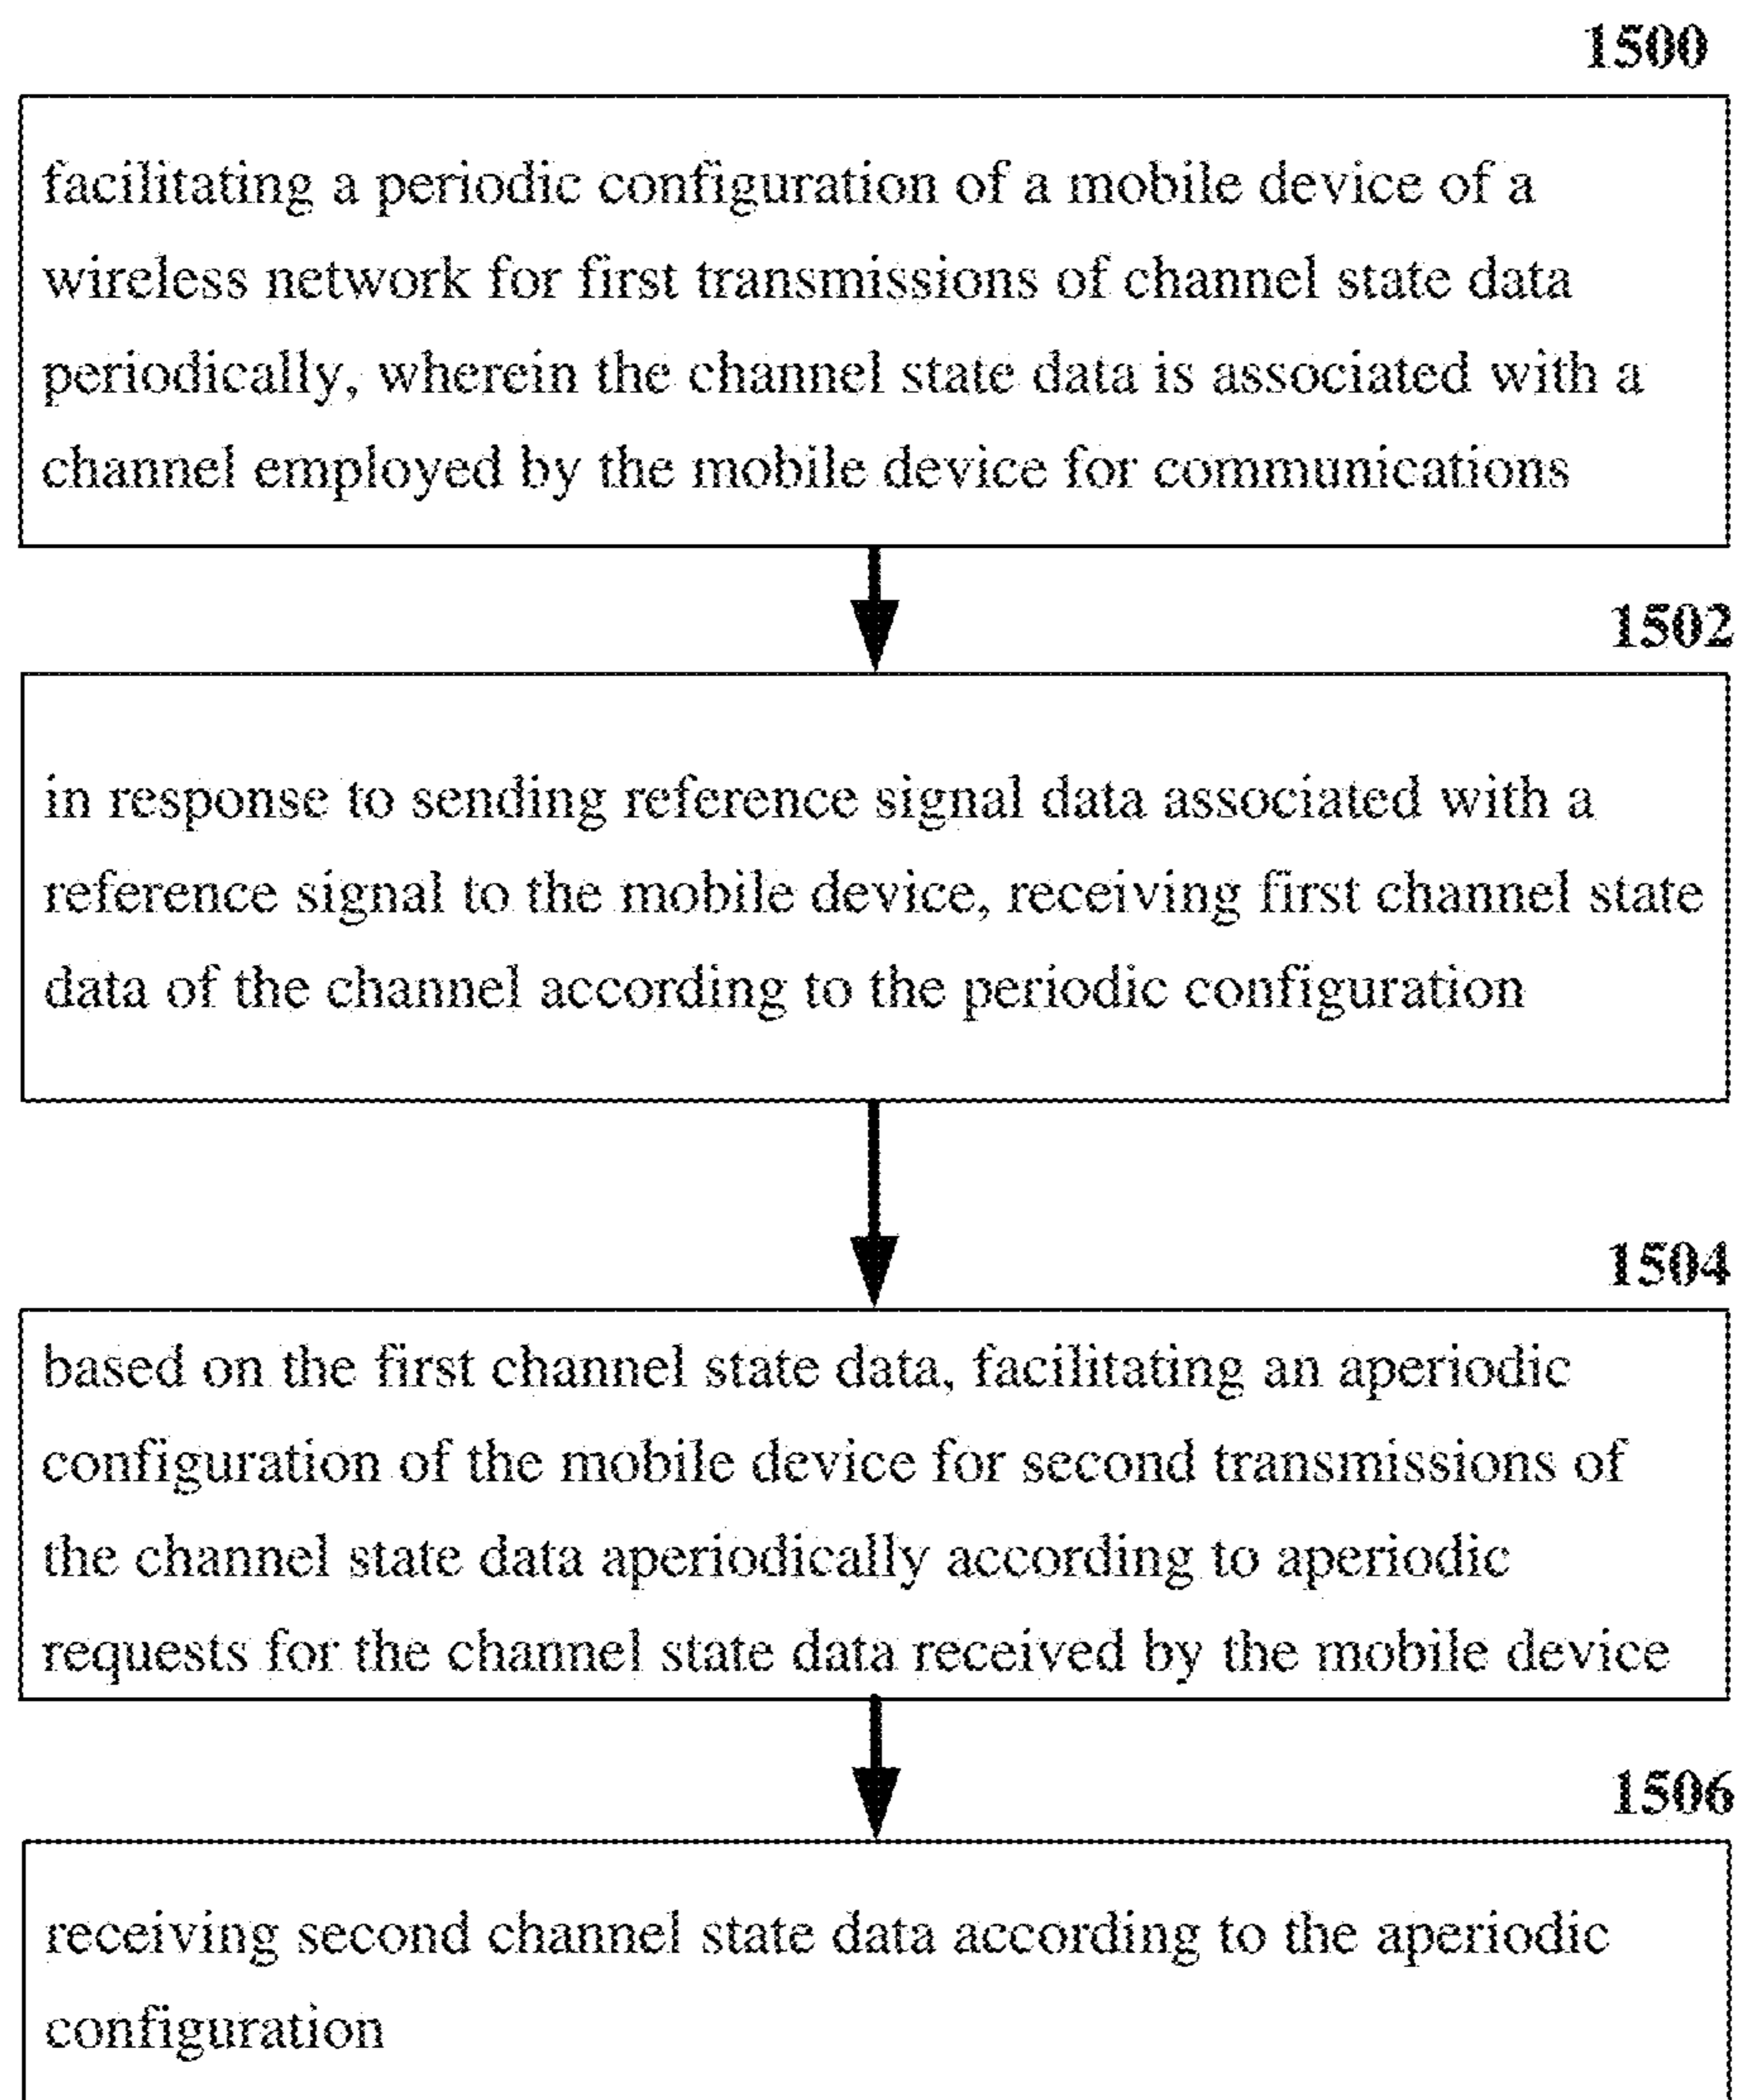 1500
facilitating a periodic configuration of a mobile device of a
wireless network for first transmissions of channel state data
periodically, wherein the channel state data is associated with a
channel employed by the mobile device for communications
1502
in response to sending reference signal data associated with a
reference signal to the mobile device, receiving first channel state
data of the channel according to the periodic configuration
1504
based on the first channel state data, facilitating an aperiodic
configuration of the mobile device for second transmissions of
the channel state data aperiodically according to aperiodic
requests for the channel state data received by the mobile device
1506
receiving second channel state data according to the aperiodic
configuration